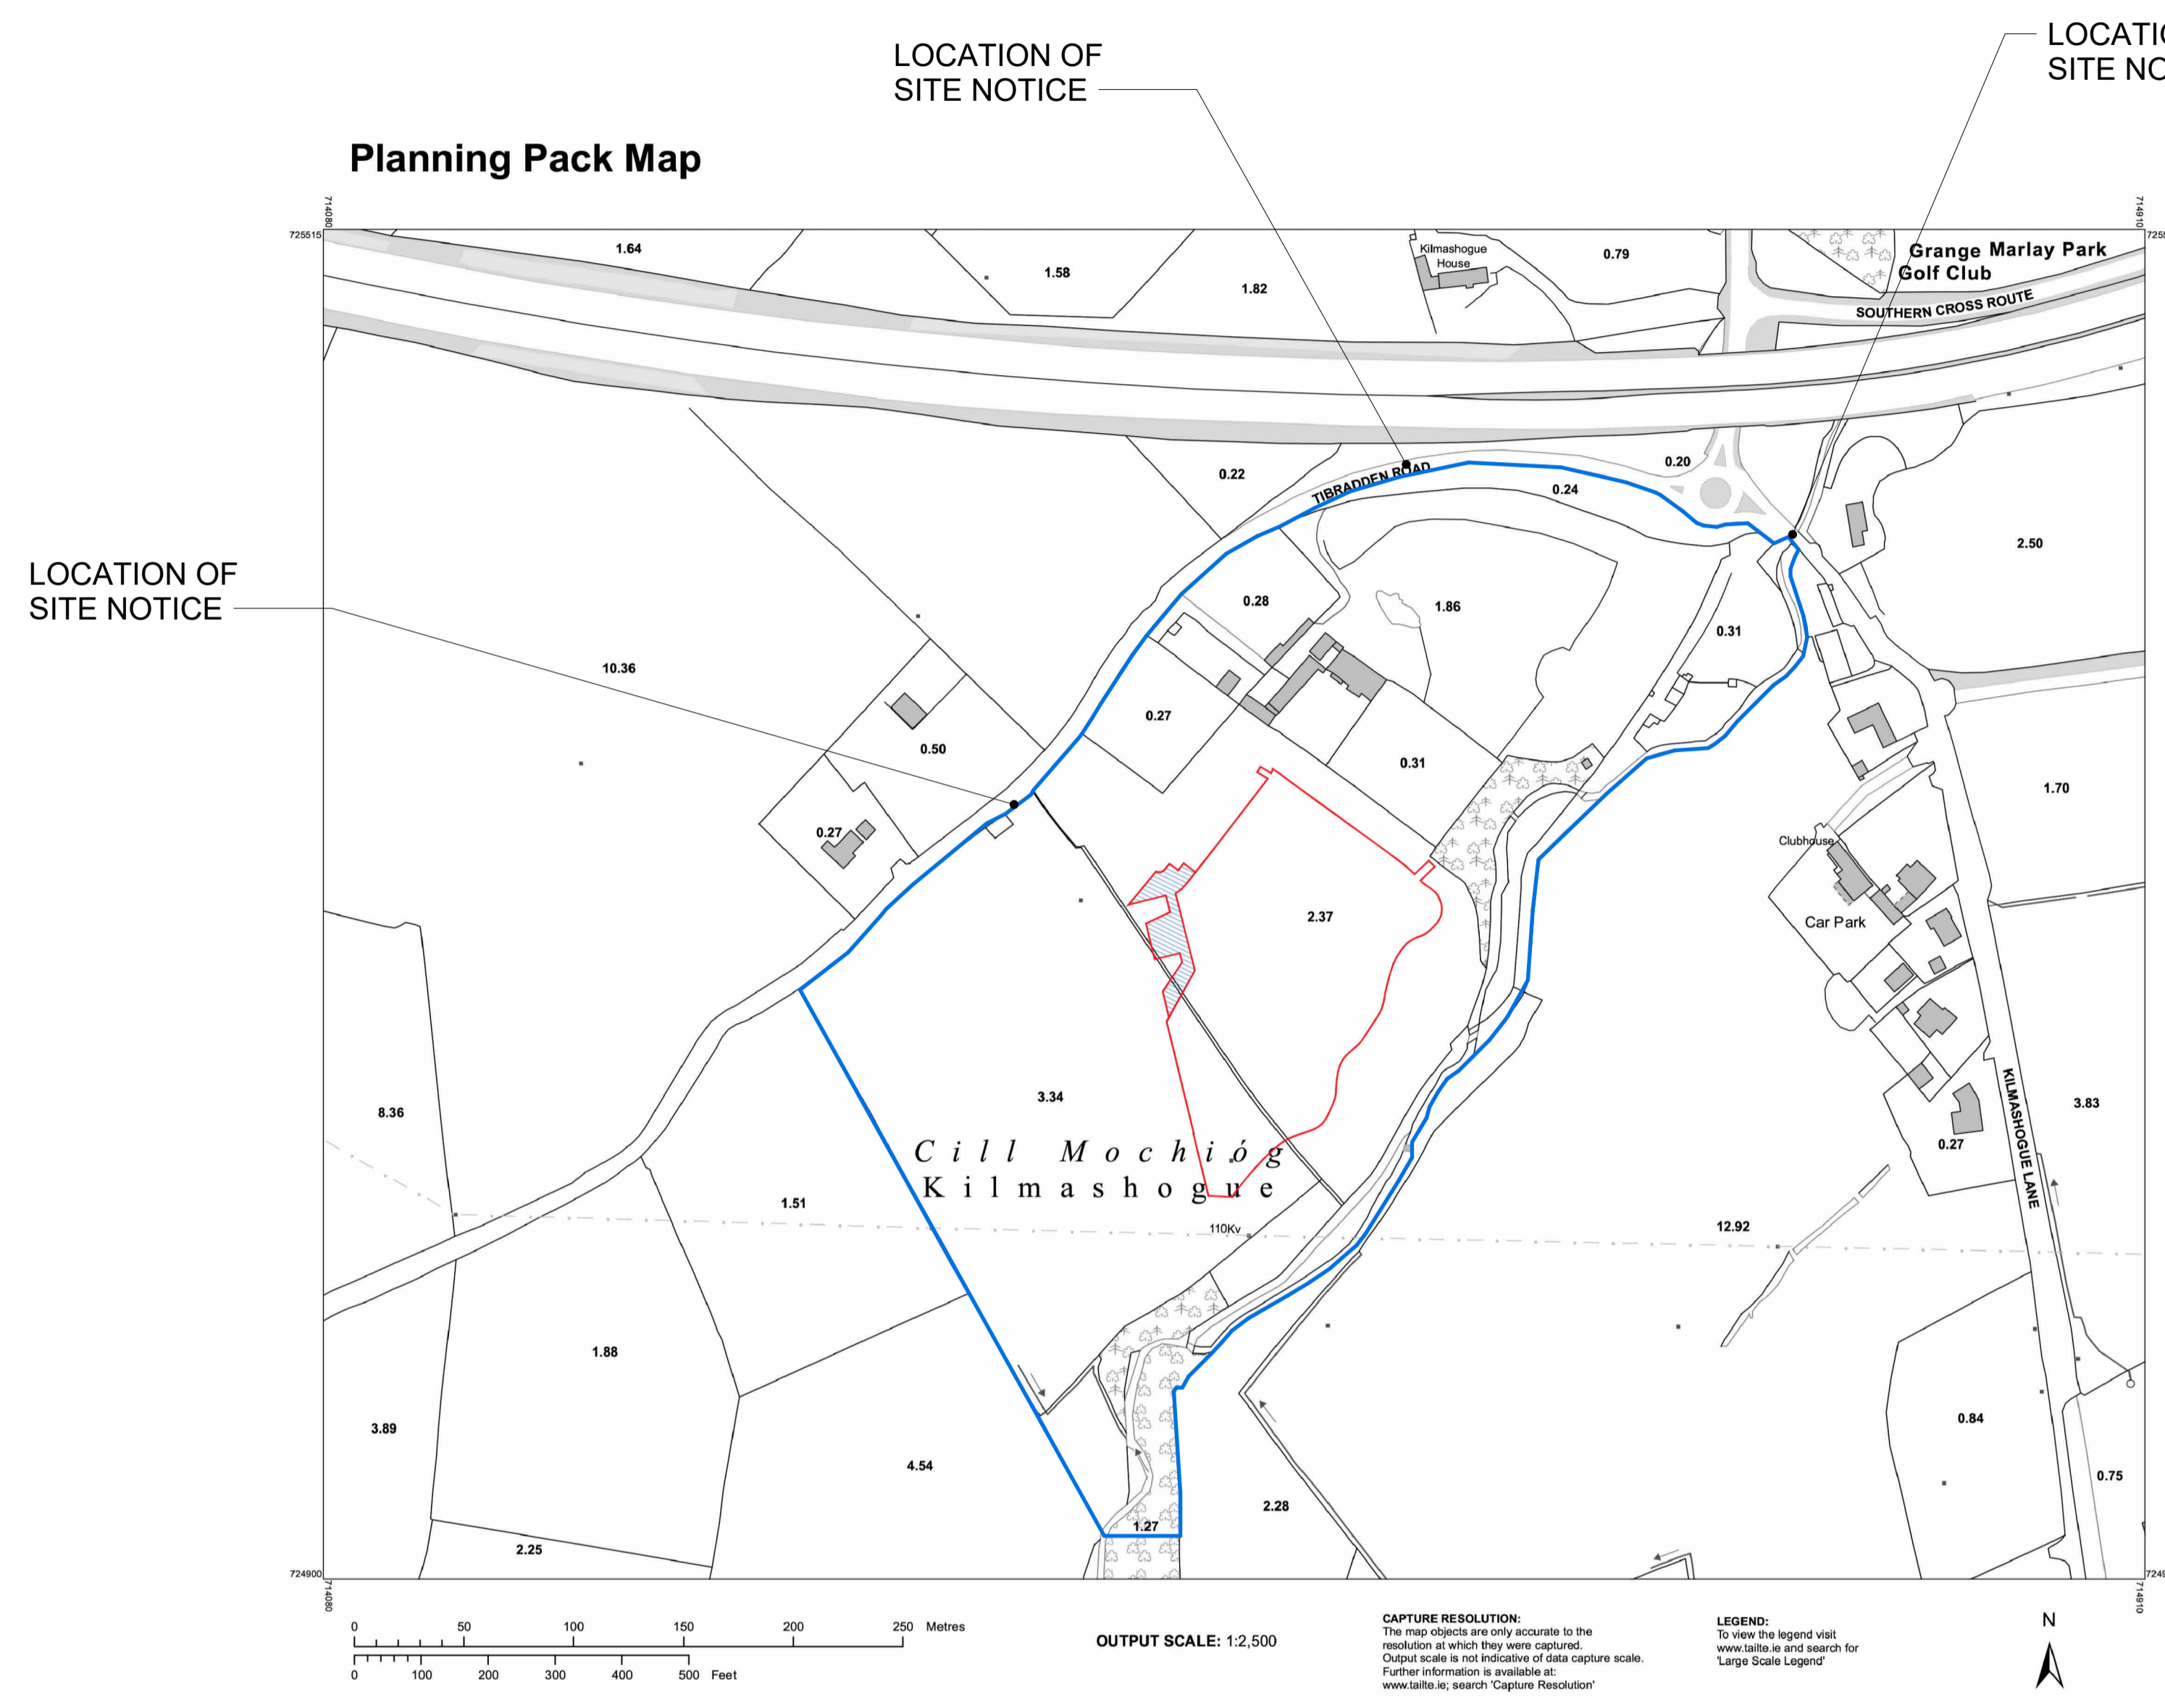 LOCATION OF
SITE NOTICE
LOCATI
SITE NO
Planning Pack Map
714080
714910
725515
725
1.64
1.58
1.82
Kilmashogue
House
0.79
Grange Marlay Park
Golf Club
SOUTHERN CROSS ROUTE
TIBRADDEN ROAD
0.22
0.20
0.24
2.50
LOCATION OF
SITE NOTICE
10.36
0.28
1.86
0.31
0.27
0.50
0.31
0.27
1.70
Clubhouse
Car Park
2.37
3.34
8.36
3.83
KILMASHOGUE LANE
0.27
Cill Mochióg
Kilmashogue
1.51
110Kv
12.92
1.88
3.89
4.54
0.84
0.75
2.28
1.27
2.25
724900
724
714080
714910
0 50 100 150 200 250 Metres
0 100 200 300 400 500 Feet
OUTPUT SCALE: 1:2,500
CAPTURE RESOLUTION:
The map objects are only accurate to the
resolution at which they were captured.
Output scale is not indicative of data capture scale.
Further information is available at:
www.tailte.ie; search 'Capture Resolution'
LEGEND:
To view the legend visit
www.tailte.ie and search for
'Large Scale Legend'
N